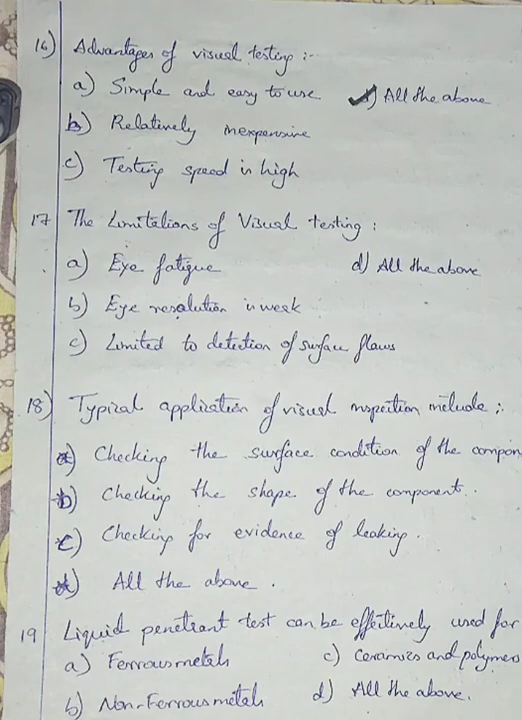 16) Advantages of visual testing :-
a) Simple and easy to use d) All the above
b) Relatively inexpensive
c) Testing speed is high
17 The Limitations of Visual testing :
a) Eye fatigue d) All the above
b) Eye resolution is weak
c) Limited to detection of surface flaws
18) Typical application of visual inspection include ;
a) Checking the surface condition of the compon
b) Checking the shape of the component.
c) Checking for evidence of leaking.
d) All the above.
19 Liquid penetrant test can be effectively used for
a) Ferrous metals c) Ceramics and polymers
b) Non-Ferrous metals d) All the above.